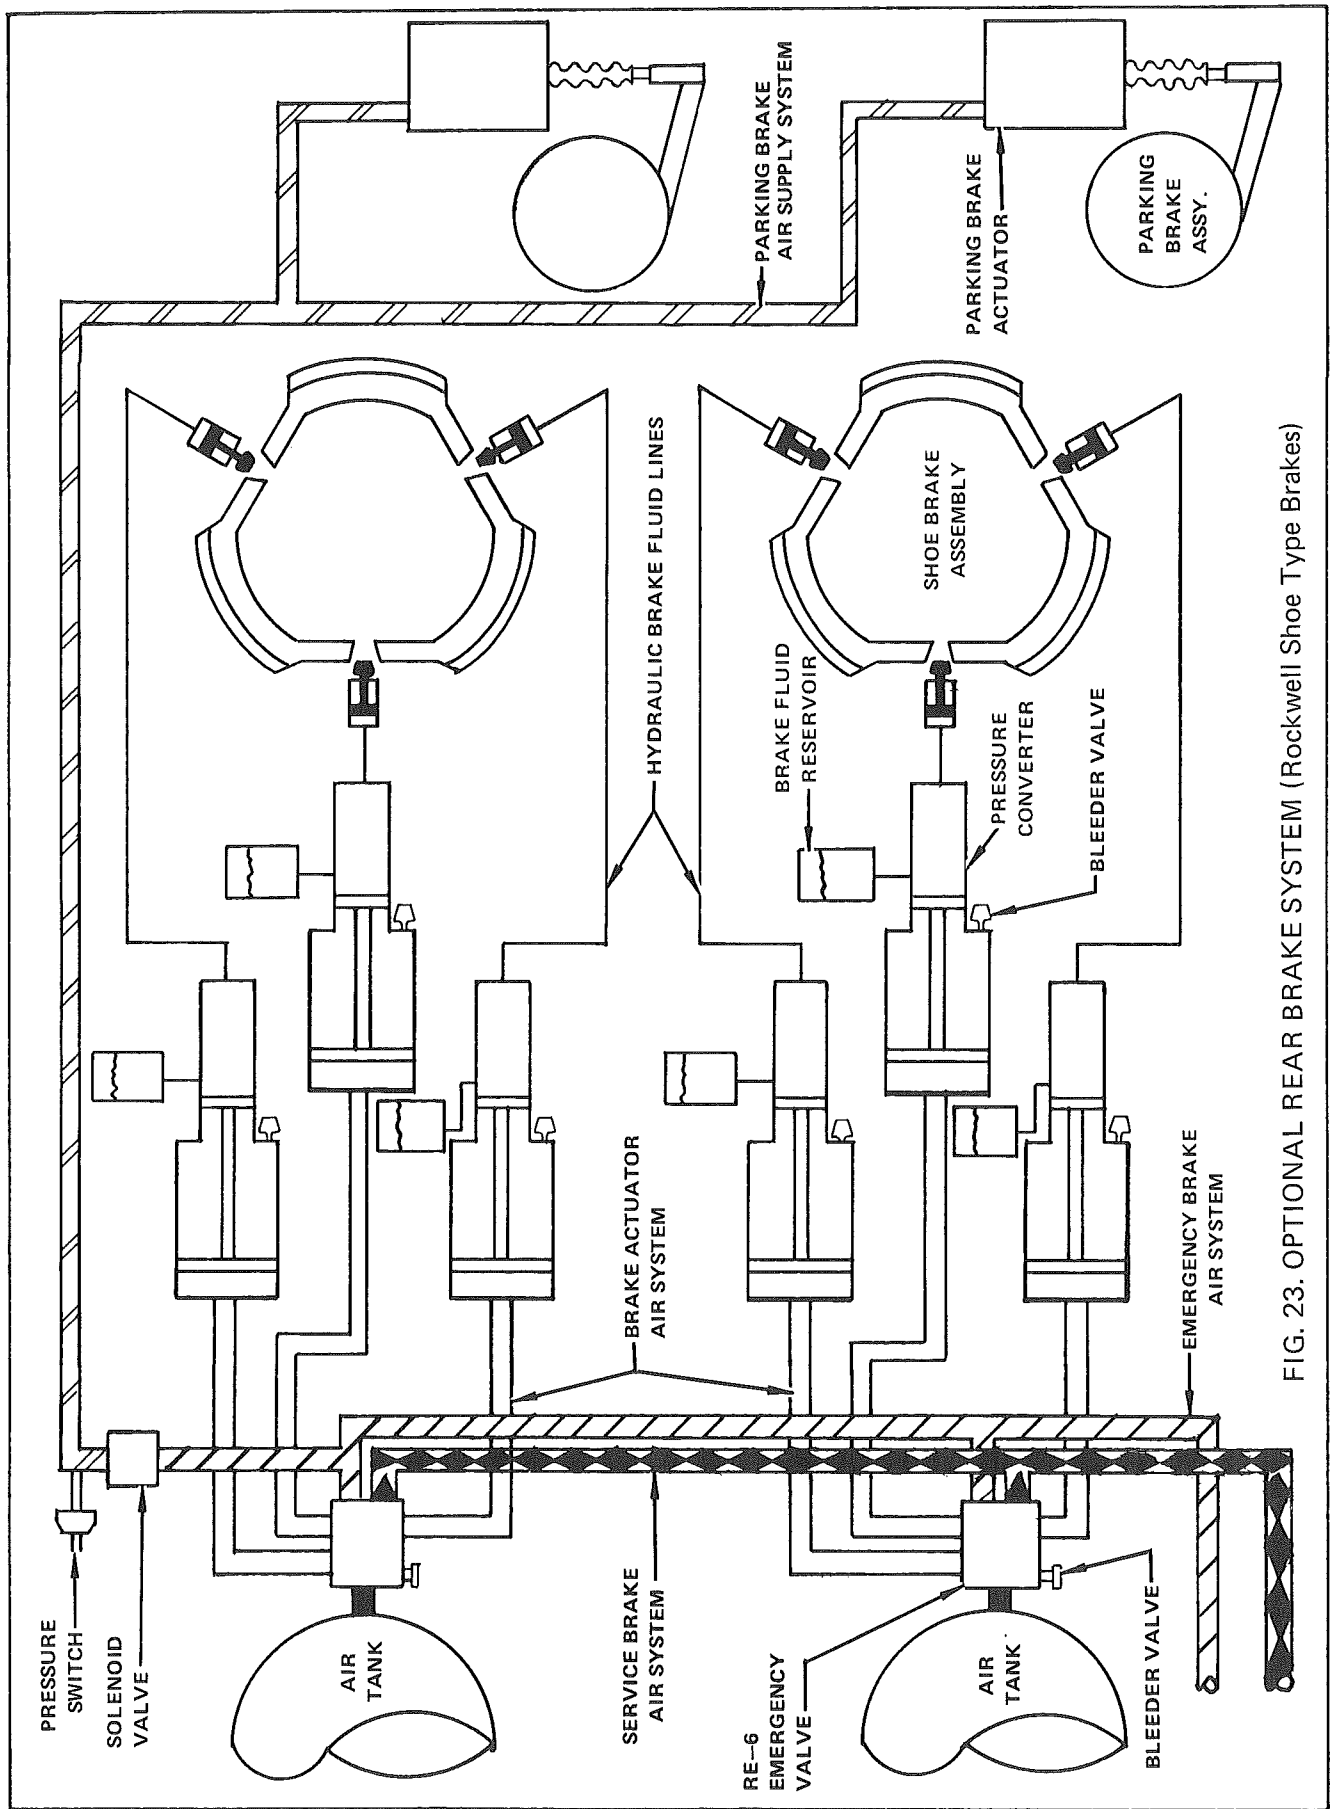 PRESSURE
SWITCH
SOLENOID
VALVE
AIR
TANK
SERVICE BRAKE
AIR SYSTEM
RE–6
EMERGENCY
VALVE
AIR
TANK
BLEEDER VALVE
BRAKE ACTUATOR
AIR SYSTEM
EMERGENCY BRAKE
AIR SYSTEM
HYDRAULIC BRAKE FLUID LINES
BRAKE FLUID
RESERVOIR
PRESSURE
CONVERTER
BLEEDER VALVE
SHOE BRAKE
ASSEMBLY
PARKING BRAKE
AIR SUPPLY SYSTEM
PARKING BRAKE
ACTUATOR
PARKING
BRAKE
ASSY.
FIG. 23. OPTIONAL REAR BRAKE SYSTEM (Rockwell Shoe Type Brakes)